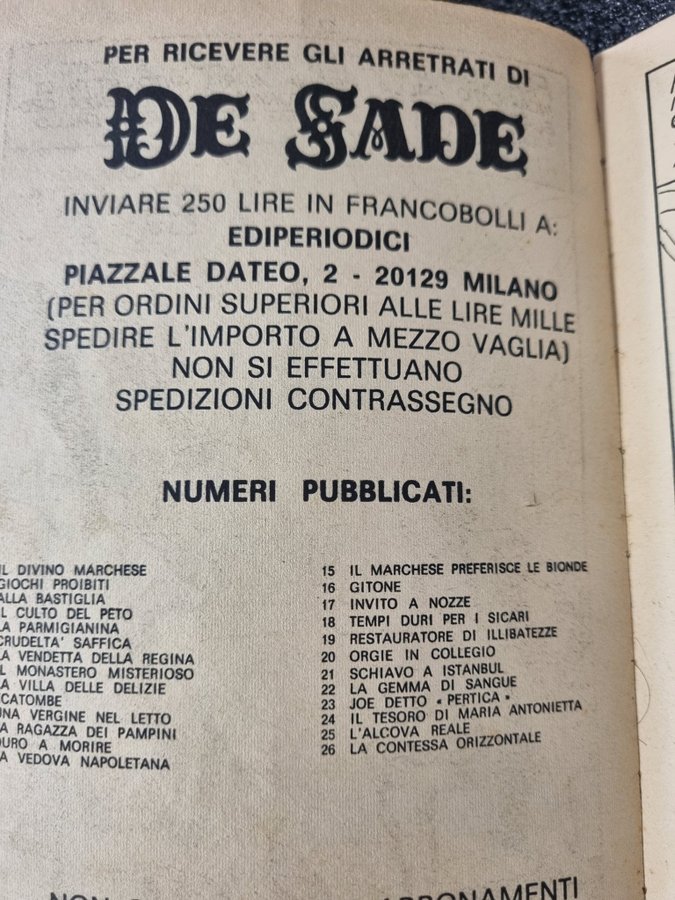 PER RICEVERE GLI ARRETRATI DI
DE SADE
INVIARE 250 LIRE IN FRANCOBOLLI A:
EDIPERIODICI
PIAZZALE DATEO, 2 - 20129 MILANO
(PER ORDINI SUPERIORI ALLE LIRE MILLE
SPEDIRE L'IMPORTO A MEZZO VAGLIA)
NON SI EFFETTUANO
SPEDIZIONI CONTRASSEGNO
NUMERI PUBBLICATI:
IL DIVINO MARCHESE
GIOCHI PROIBITI
ALLA BASTIGLIA
IL CULTO DEL PETO
LA PARMIGIANINA
CRUDELTA' SAFFICA
LA VENDETTA DELLA REGINA
IL MONASTERO MISTERIOSO
LA VILLA DELLE DELIZIE
ECATOMBE
UNA VERGINE NEL LETTO
LA RAGAZZA DEI PAMPINI
DURO A MORIRE
LA VEDOVA NAPOLETANA
15 IL MARCHESE PREFERISCE LE BIONDE
16 GITONE
17 INVITO A NOZZE
18 TEMPI DURI PER I SICARI
19 RESTAURATORE DI ILLIBATEZZE
20 ORGIE IN COLLEGIO
21 SCHIAVO A ISTANBUL
22 LA GEMMA DI SANGUE
23 JOE DETTO « PERTICA »
24 IL TESORO DI MARIA ANTONIETTA
25 L'ALCOVA REALE
26 LA CONTESSA ORIZZONTALE
NON ABBONAMENTI